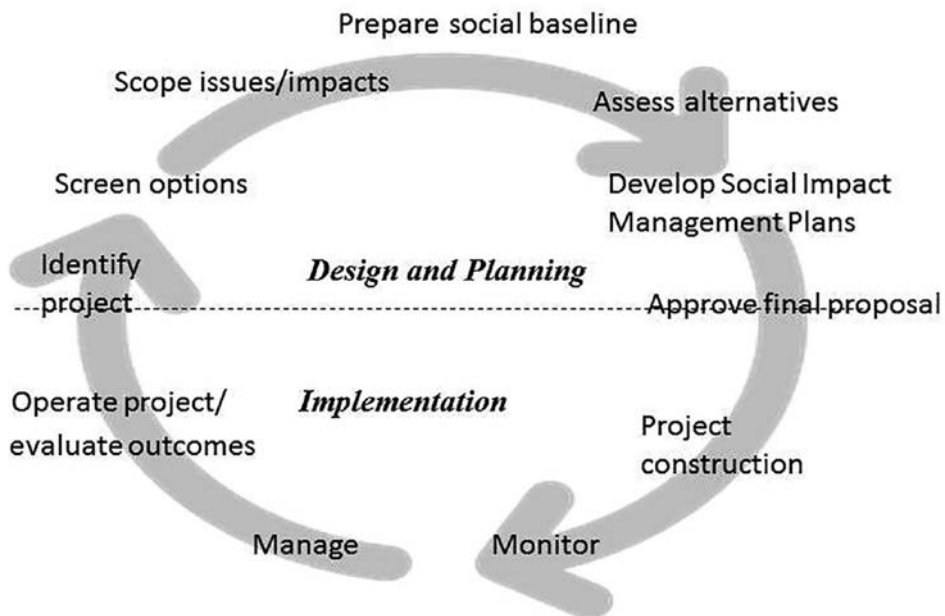 Prepare social baseline
Scope issues/impacts
Assess alternatives
Screen options
Develop Social Impact
Management Plans
Identify
project
Design and Planning
Approve final proposal
Operate project/
evaluate outcomes
Implementation
Project
construction
Manage
Monitor